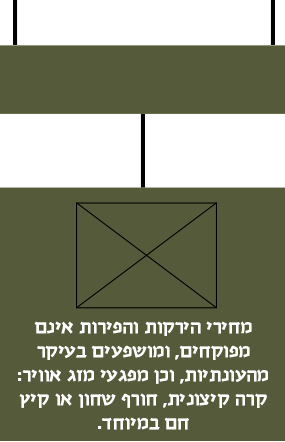 מחירי הירקות והפירות אינם
מפוקחים, ומושפעים בעיקר
מהעונתיות, וכן מפגעי מזג אוויר:
קרה קיצונית, חורף שחון או קיץ
חם במיוחד.